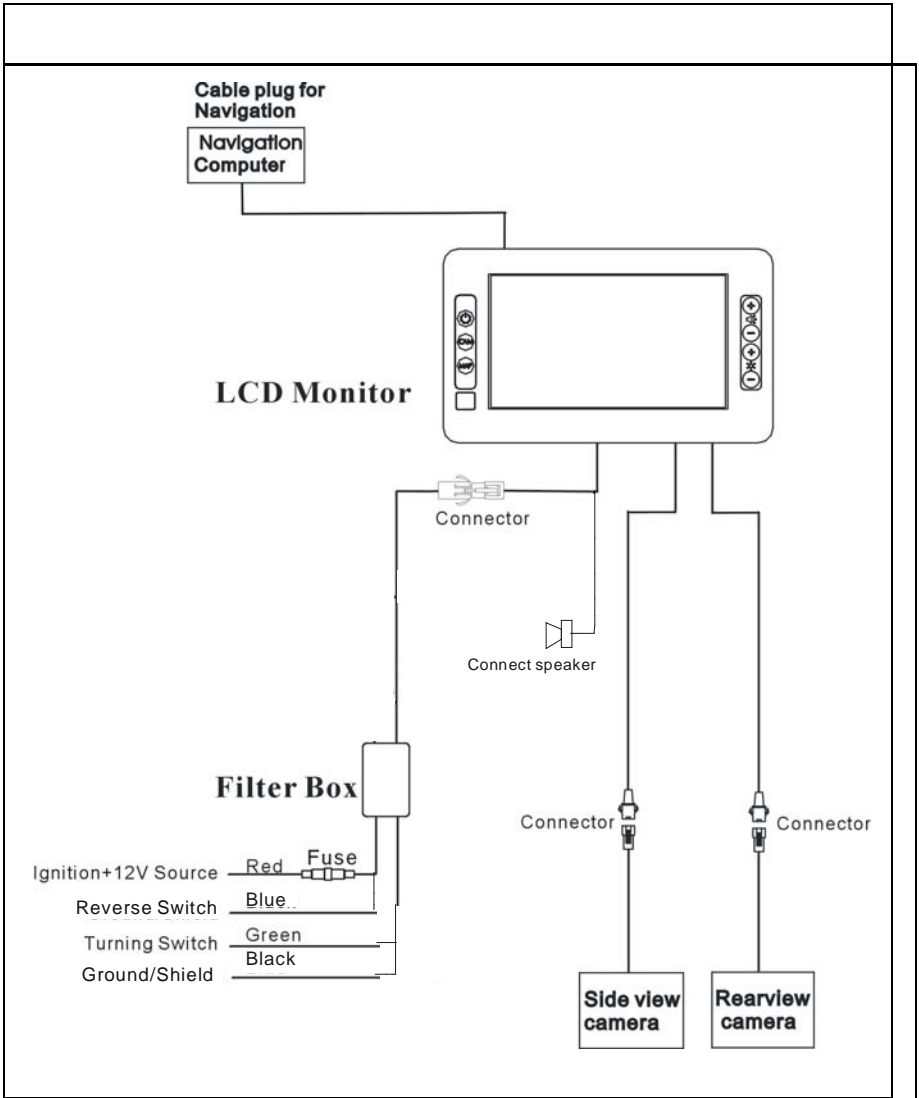 Cable plug for
Navigation
Navigation
Computer
LCD Monitor
CAM
Connector
Connect speaker
Filter Box
Connector
Connector
Ignition+12V Source
Red
Fuse
Reverse Switch
Blue
Turning Switch
Green
Black
Ground/Shield
Side view
camera
Rearview
camera